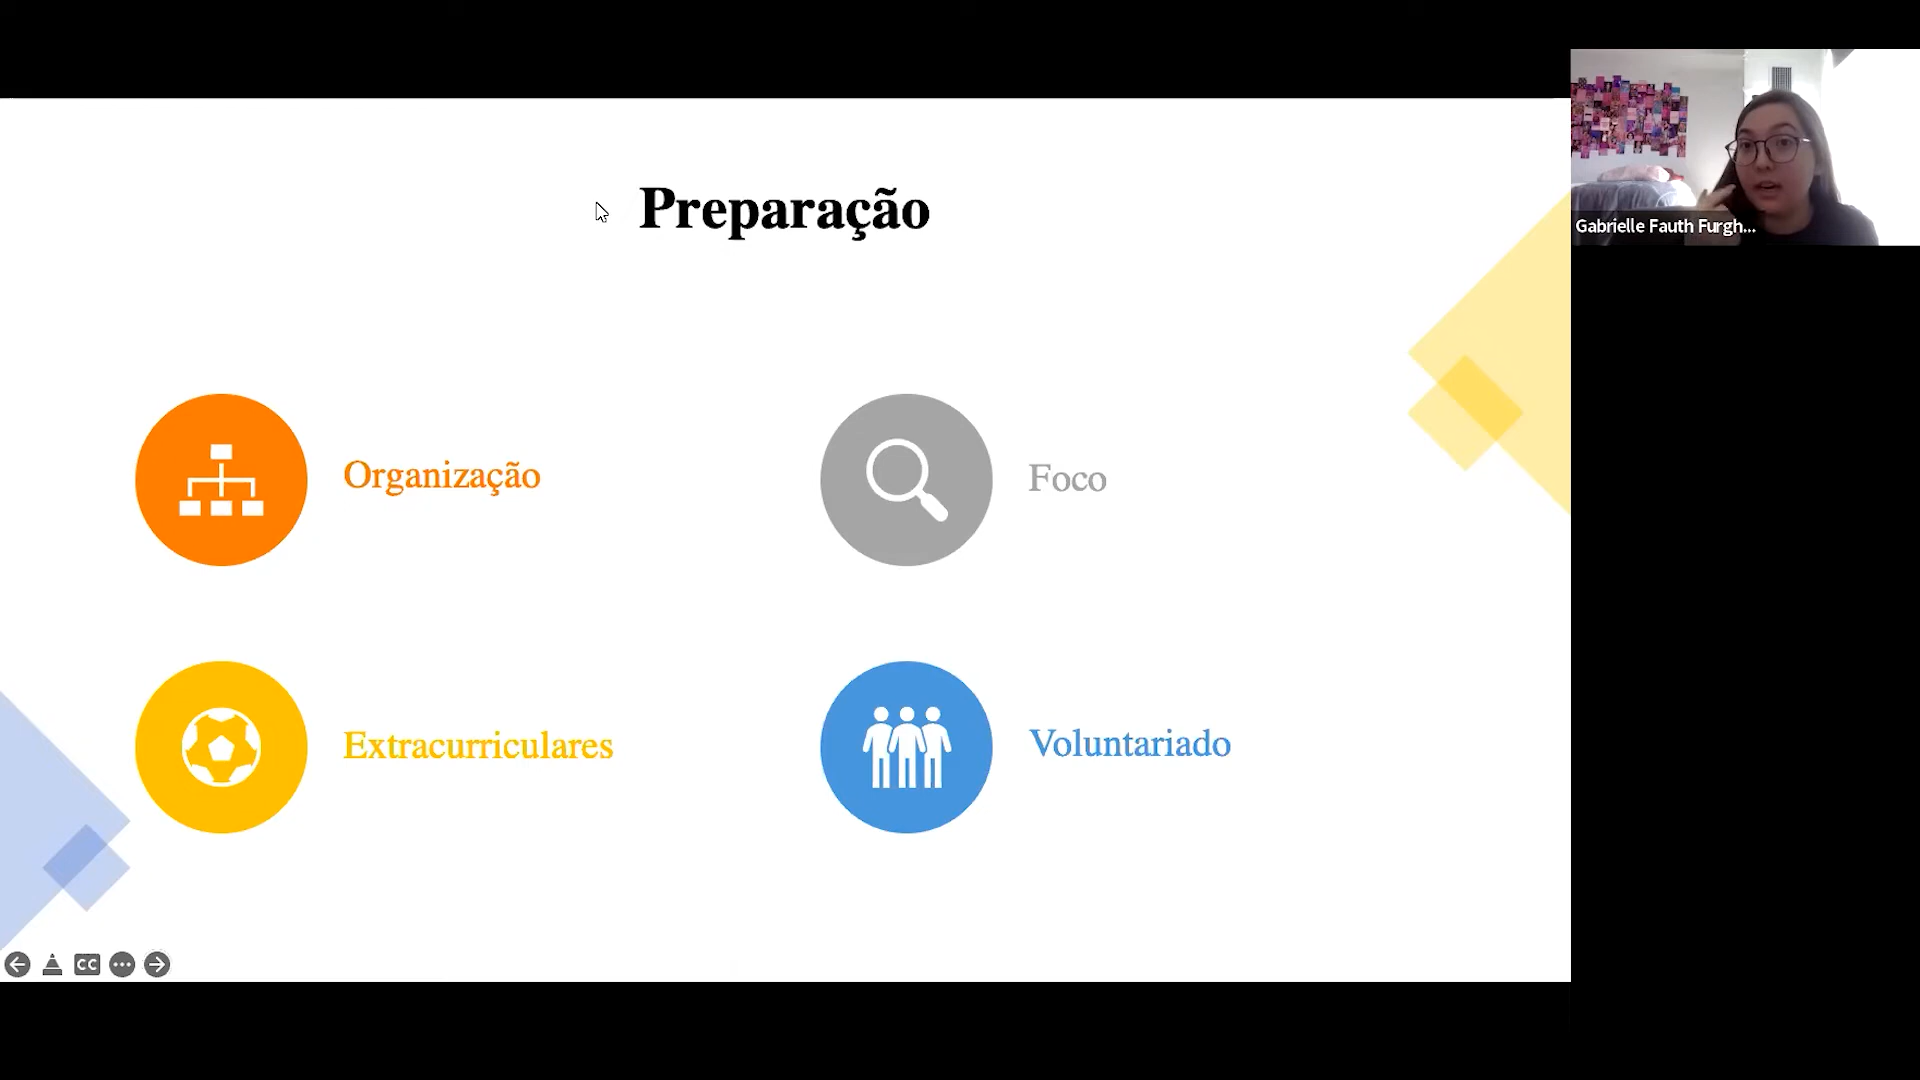 Preparação
Gabrielle Fauth Furgh...
Organização
Foco
Extracurriculares
Voluntariado
CC